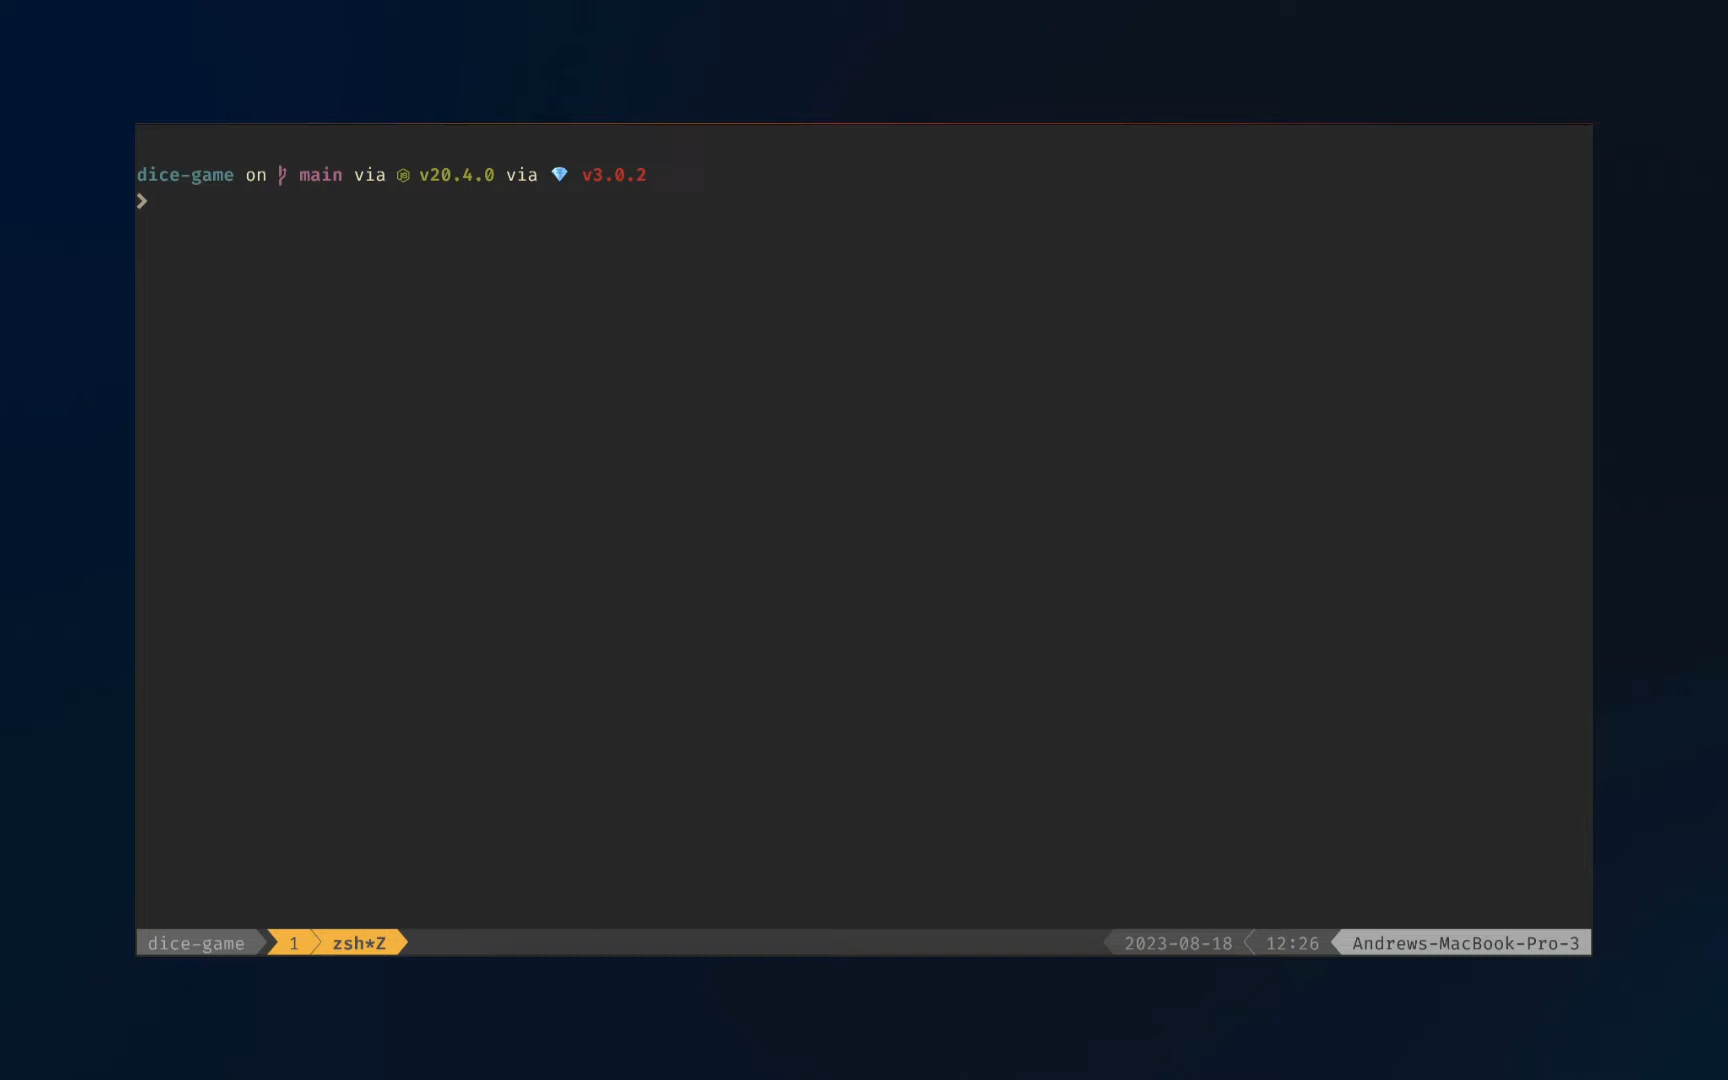 dice-game on main via v20.4.0 via 💎 v3.0.2
❯
dice-game 1 zsh*Z 2023-08-18 12:26 Andrews-MacBook-Pro-3